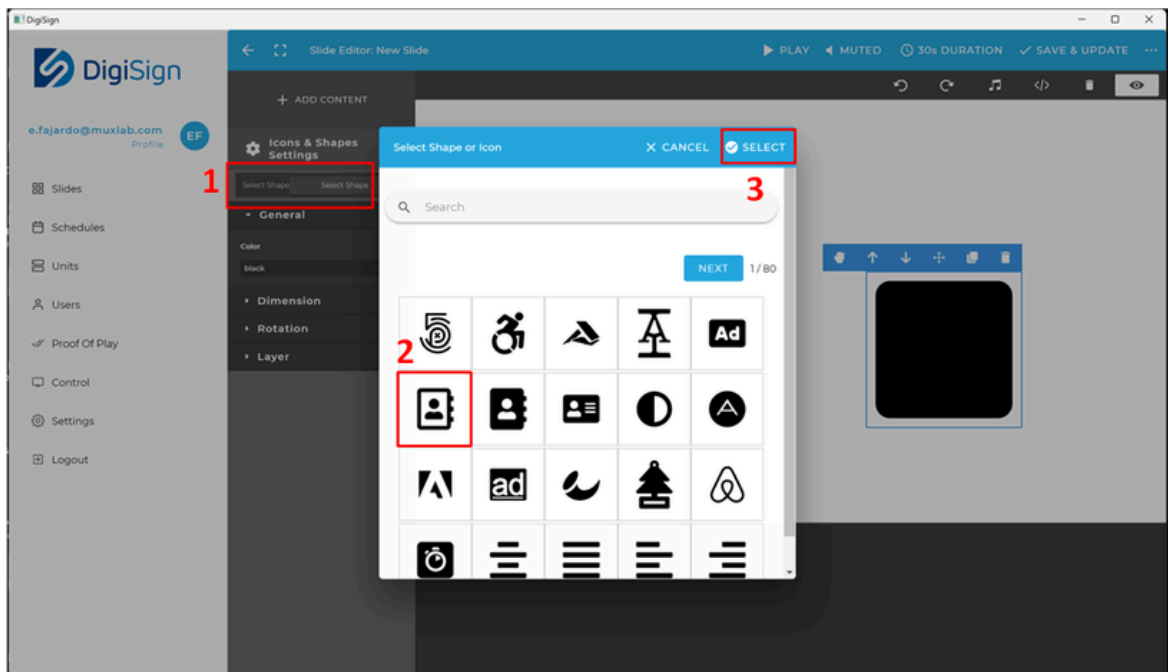 DigiSign
DigiSign
e.fajardo@muxlab.com
Profile
EF
Slides
Schedules
Units
Users
Proof Of Play
Control
Settings
Logout
Slide Editor: New Slide
PLAY
MUTED
30s DURATION
SAVE & UPDATE
ADD CONTENT
Icons & Shapes
Settings
1
Select Shape
Select Shape
General
Color
black
Dimension
Rotation
Layer
Select Shape or Icon
CANCEL
SELECT
3
Search
NEXT 1/80
2
Ad
ad